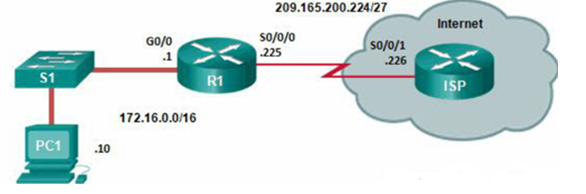 209.165.200.224/27
Internet
G0/0
.1
S0/0/0
.225
S0/0/1
.226
S1
R1
ISP
172.16.0.0/16
PC1
.10